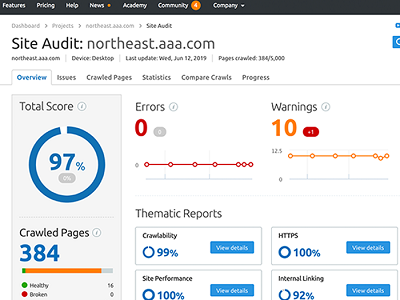 Features Pricing News Academy Community 4 Company
Dashboard > Projects > northeast.aaa.com > Site Audit
Site Audit: northeast.aaa.com
northeast.aaa.com Device: Desktop Last update: Wed, Jun 12, 2019 Pages crawled: 384/5,000
Overview Issues Crawled Pages Statistics Compare Crawls Progress
Total Score i
97%
0%
Errors i
0 0
0
Warnings i
10 +1
12.5
0
Crawled Pages i
384
Healthy 16
Broken 0
Thematic Reports
Crawlability
99% View details
HTTPS
100% View details
Site Performance
100% View details
Internal Linking
92% View details